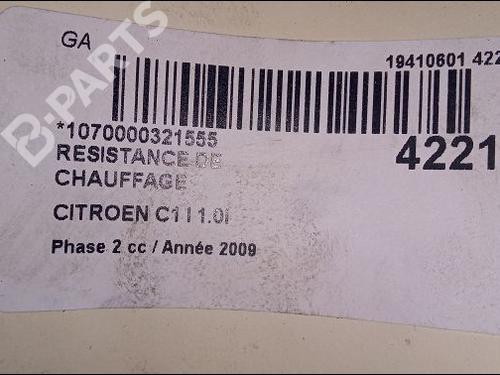 GA
19410601 422
*1070000321555
4221
RESISTANCE DE
CHAUFFAGE
CITROEN C1 I 1.0i
Phase 2 cc / Année 2009
B-PARTS